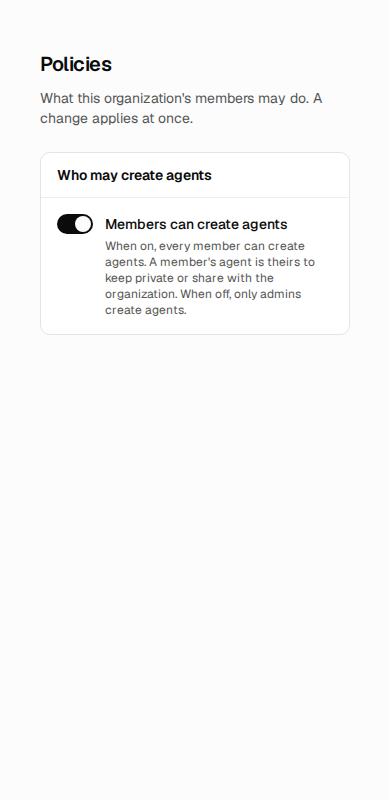 Policies
What this organization's members may do. A
change applies at once.
Who may create agents
Members can create agents
When on, every member can create
agents. A member's agent is theirs to
keep private or share with the
organization. When off, only admins
create agents.